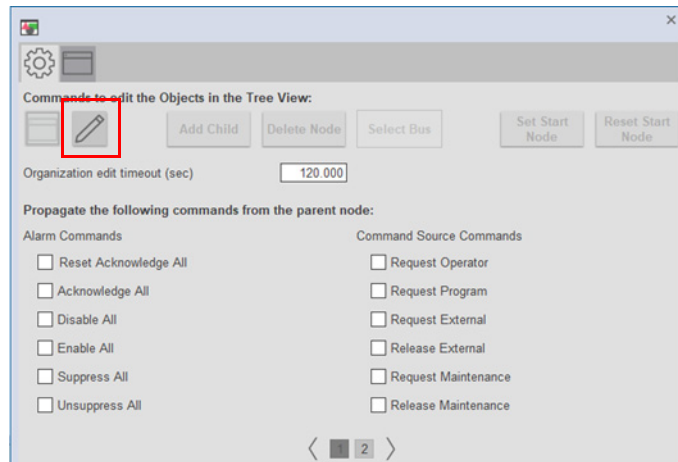 ×
Commands to edit the Objects in the Tree View:
Add Child
Delete Node
Select Bus
Set Start
Node
Reset Start
Node
Organization edit timeout (sec)
120.000
Propagate the following commands from the parent node:
Alarm Commands
Command Source Commands
Reset Acknowledge All
Request Operator
Acknowledge All
Request Program
Disable All
Request External
Enable All
Release External
Suppress All
Request Maintenance
Unsuppress All
Release Maintenance
1 2